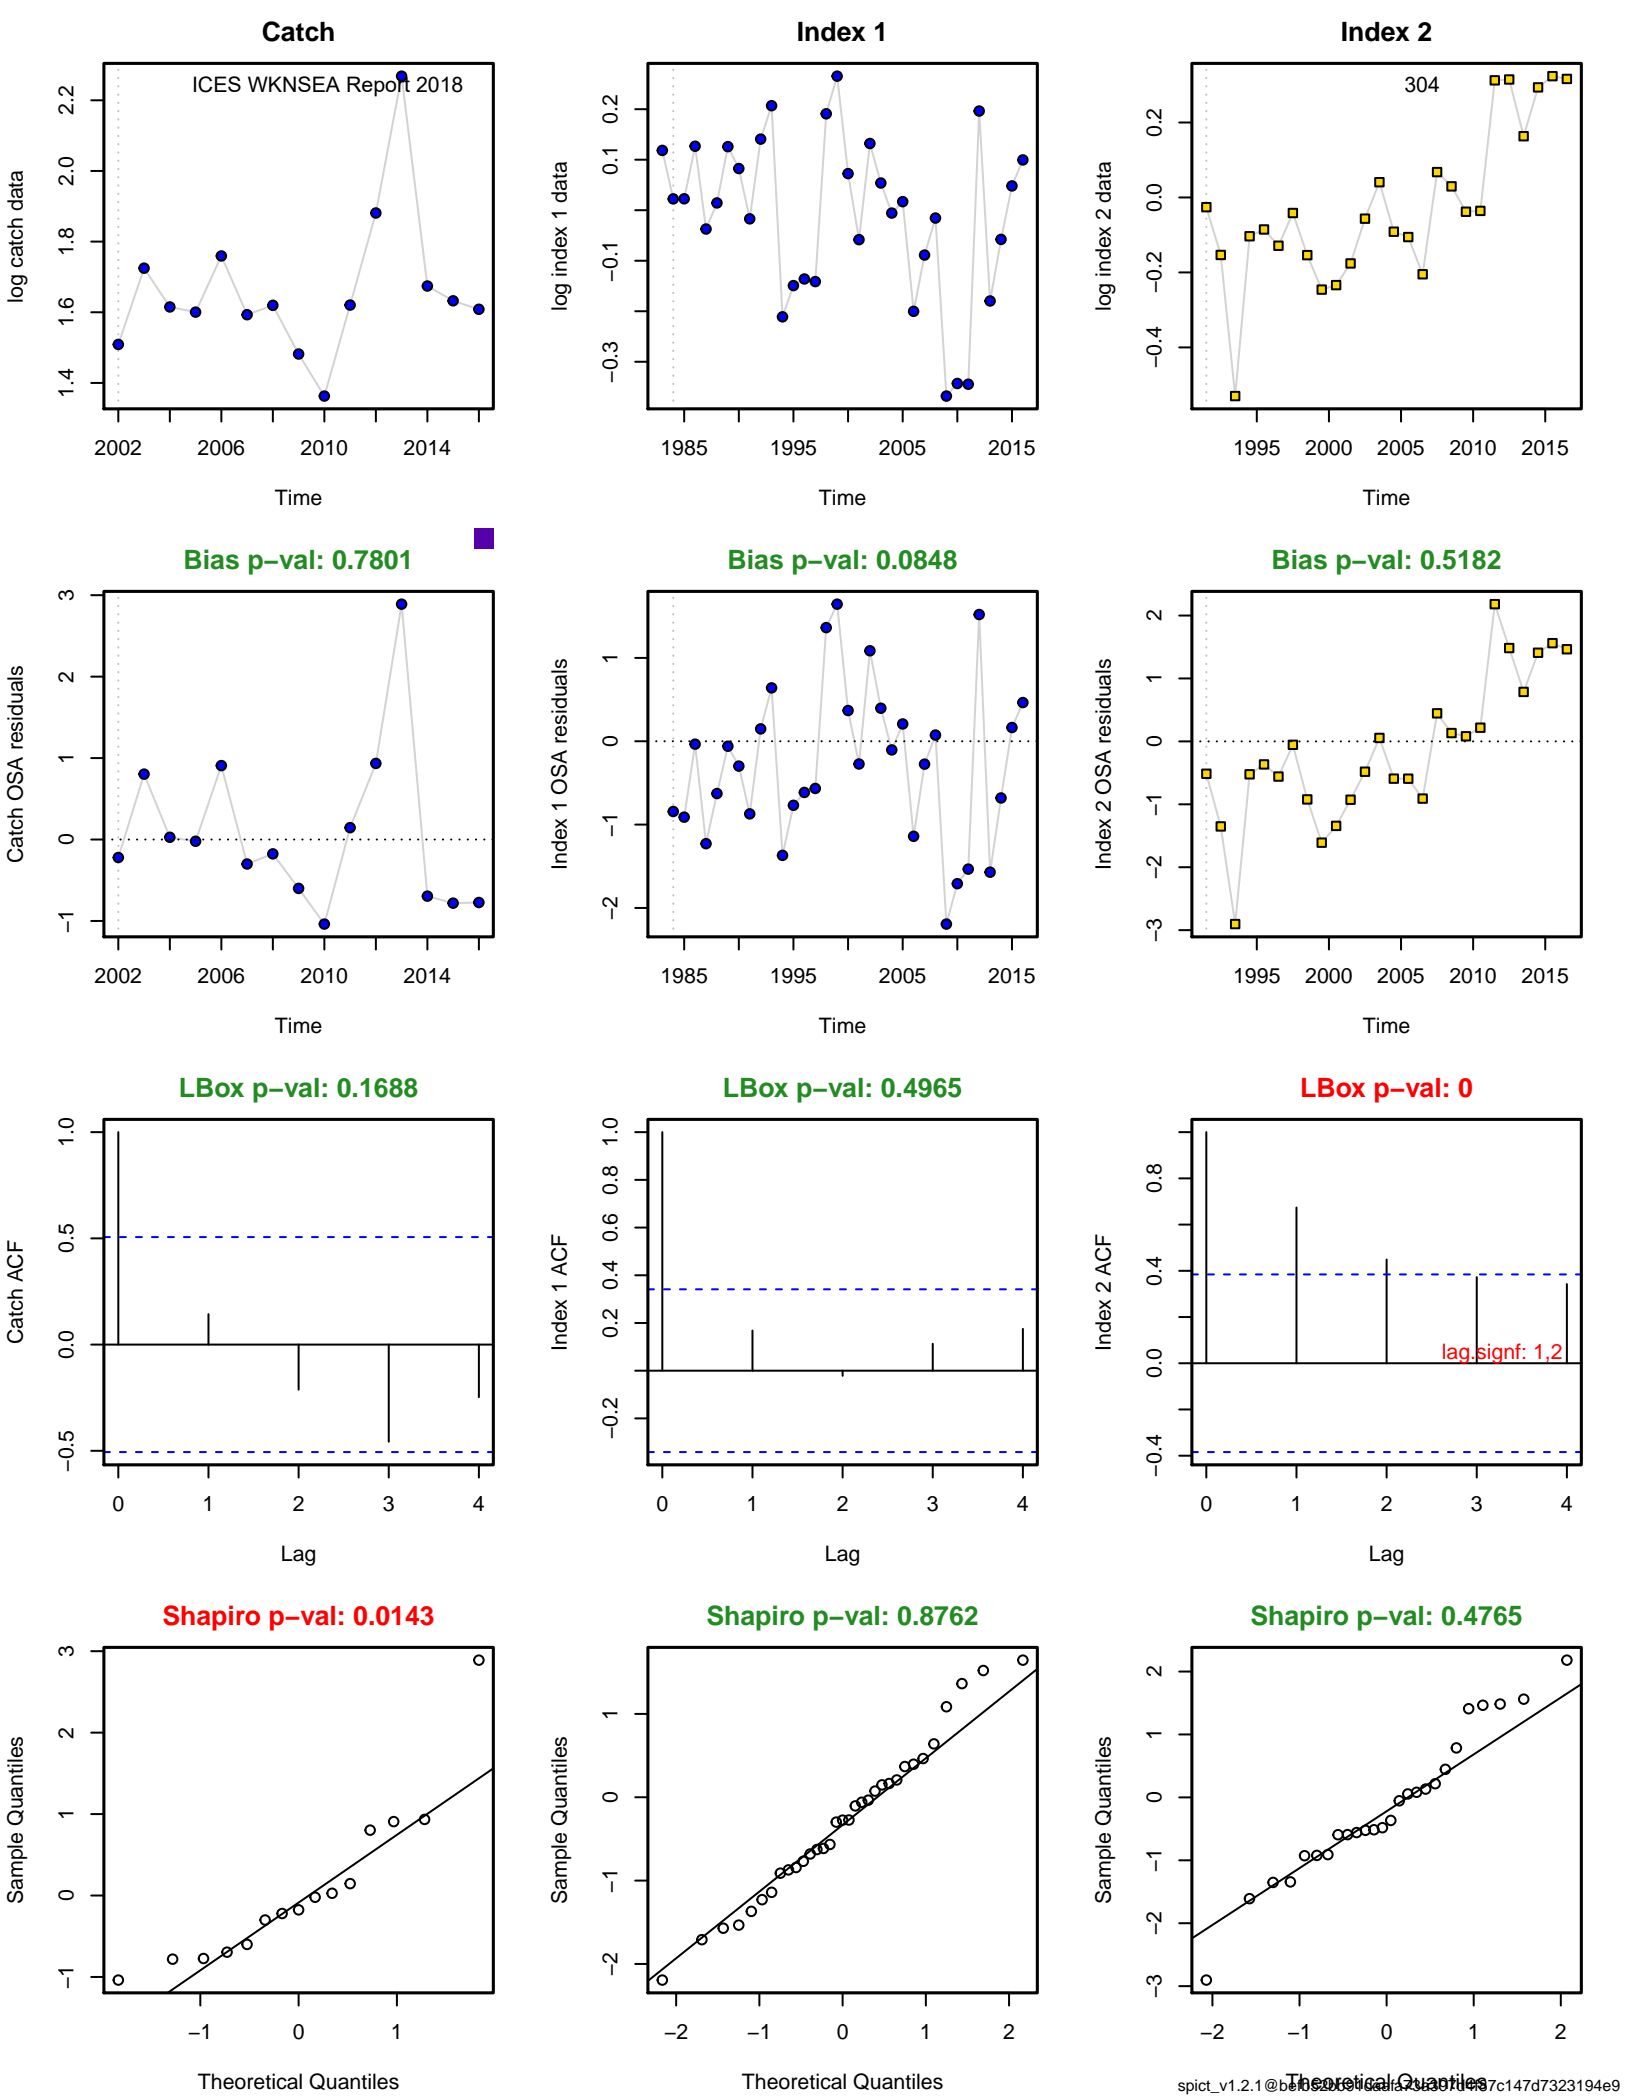 Catch
Index 1
Index 2
ICES WKNSEA Report 2018
304
log catch data
2.2
2.0
1.8
1.6
1.4
2002
2006
2010
2014
Time
log index 1 data
0.2
0.1
−0.1
−0.3
1985
1995
2005
2015
Time
log index 2 data
0.2
0.0
−0.2
−0.4
1995
2000
2005
2010
2015
Time
Bias p−val: 0.7801
Bias p−val: 0.0848
Bias p−val: 0.5182
Catch OSA residuals
3
2
1
0
−1
2002
2006
2010
2014
Time
Index 1 OSA residuals
1
0
−1
−2
1985
1995
2005
2015
Time
Index 2 OSA residuals
2
1
0
−1
−2
−3
1995
2000
2005
2010
2015
Time
LBox p−val: 0.1688
LBox p−val: 0.4965
LBox p−val: 0
Catch ACF
1.0
0.5
0.0
−0.5
0
1
2
3
4
Lag
Index 1 ACF
1.0
0.8
0.6
0.4
0.2
−0.2
0
1
2
3
4
Lag
Index 2 ACF
0.8
0.4
0.0
−0.4
lag.signf: 1,2
0
1
2
3
4
Lag
Shapiro p−val: 0.0143
Shapiro p−val: 0.8762
Shapiro p−val: 0.4765
Sample Quantiles
3
2
1
0
−1
−1
0
1
Theoretical Quantiles
Sample Quantiles
1
0
−1
−2
−2
−1
0
1
2
Theoretical Quantiles
Sample Quantiles
2
1
0
−1
−2
−3
−2
−1
0
1
2
Theoretical Quantiles